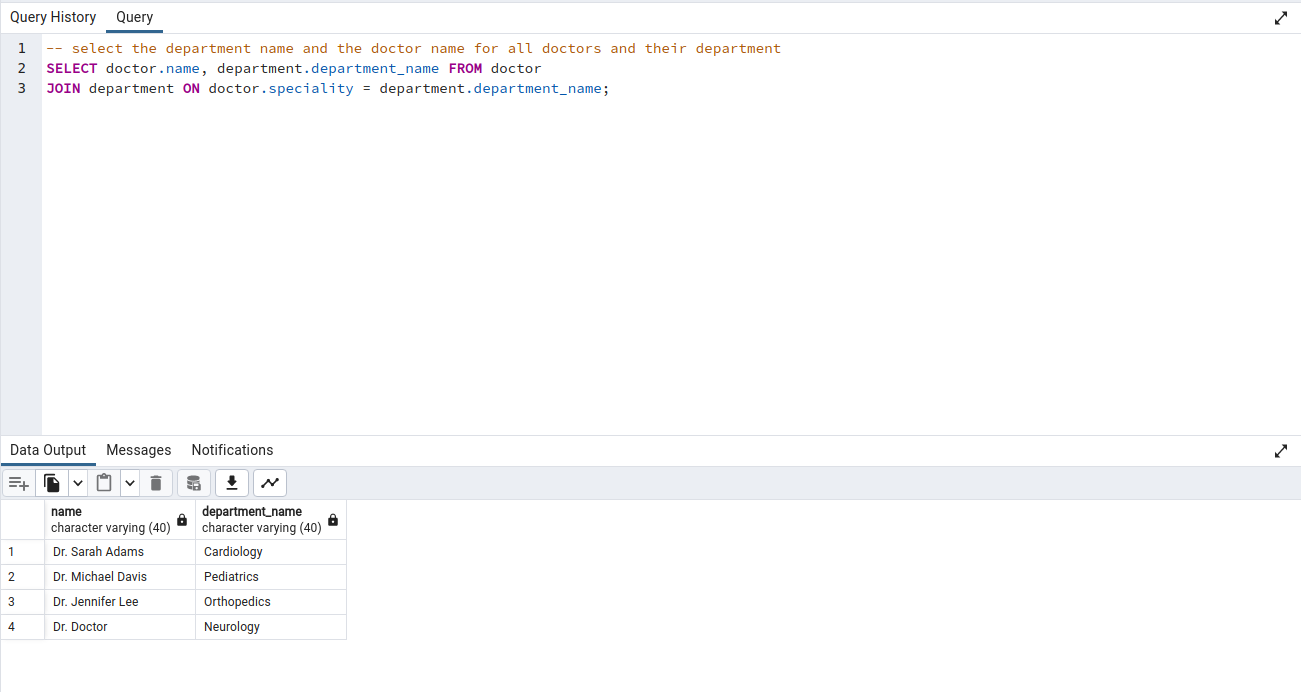 Query History Query
1 -- select the department name and the doctor name for all doctors and their department
2 SELECT doctor.name, department.department_name FROM doctor
3 JOIN department ON doctor.speciality = department.department_name;
Data Output Messages Notifications
name department_name
character varying (40) character varying (40)
1 Dr. Sarah Adams Cardiology
2 Dr. Michael Davis Pediatrics
3 Dr. Jennifer Lee Orthopedics
4 Dr. Doctor Neurology